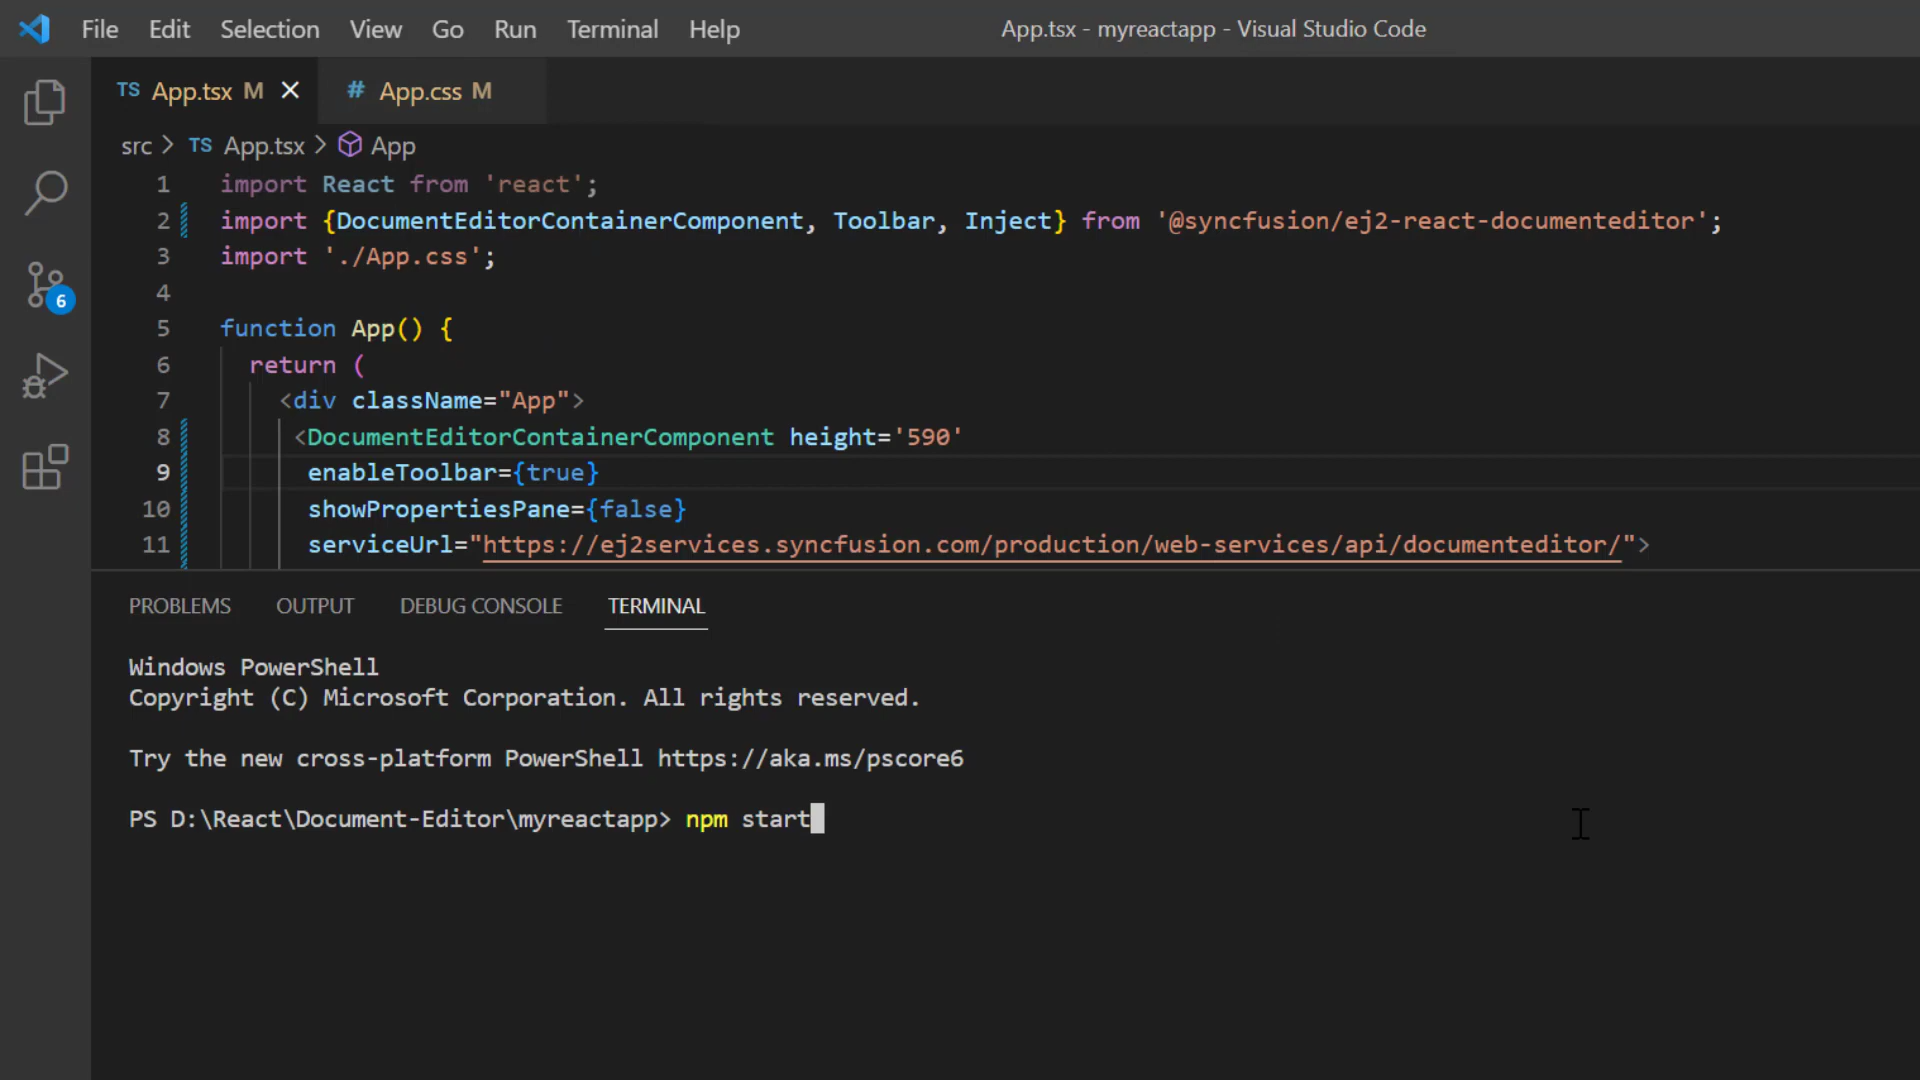 File Edit Selection View Go Run Terminal Help App.tsx - myreactapp - Visual Studio Code
TS App.tsx M # App.css M
src > TS App.tsx > App
1 import React from 'react';
2 import {DocumentEditorContainerComponent, Toolbar, Inject} from '@syncfusion/ej2-react-documenteditor';
3 import './App.css';
4
5 function App() {
6 return (
7 <div className="App">
8 <DocumentEditorContainerComponent height='590'
9 enableToolbar={true}
10 showPropertiesPane={false}
11 serviceUrl="https://ej2services.syncfusion.com/production/web-services/api/documenteditor/">
6
PROBLEMS OUTPUT DEBUG CONSOLE TERMINAL
Windows PowerShell
Copyright (C) Microsoft Corporation. All rights reserved.
Try the new cross-platform PowerShell https://aka.ms/pscore6
PS D:\React\Document-Editor\myreactapp> npm start